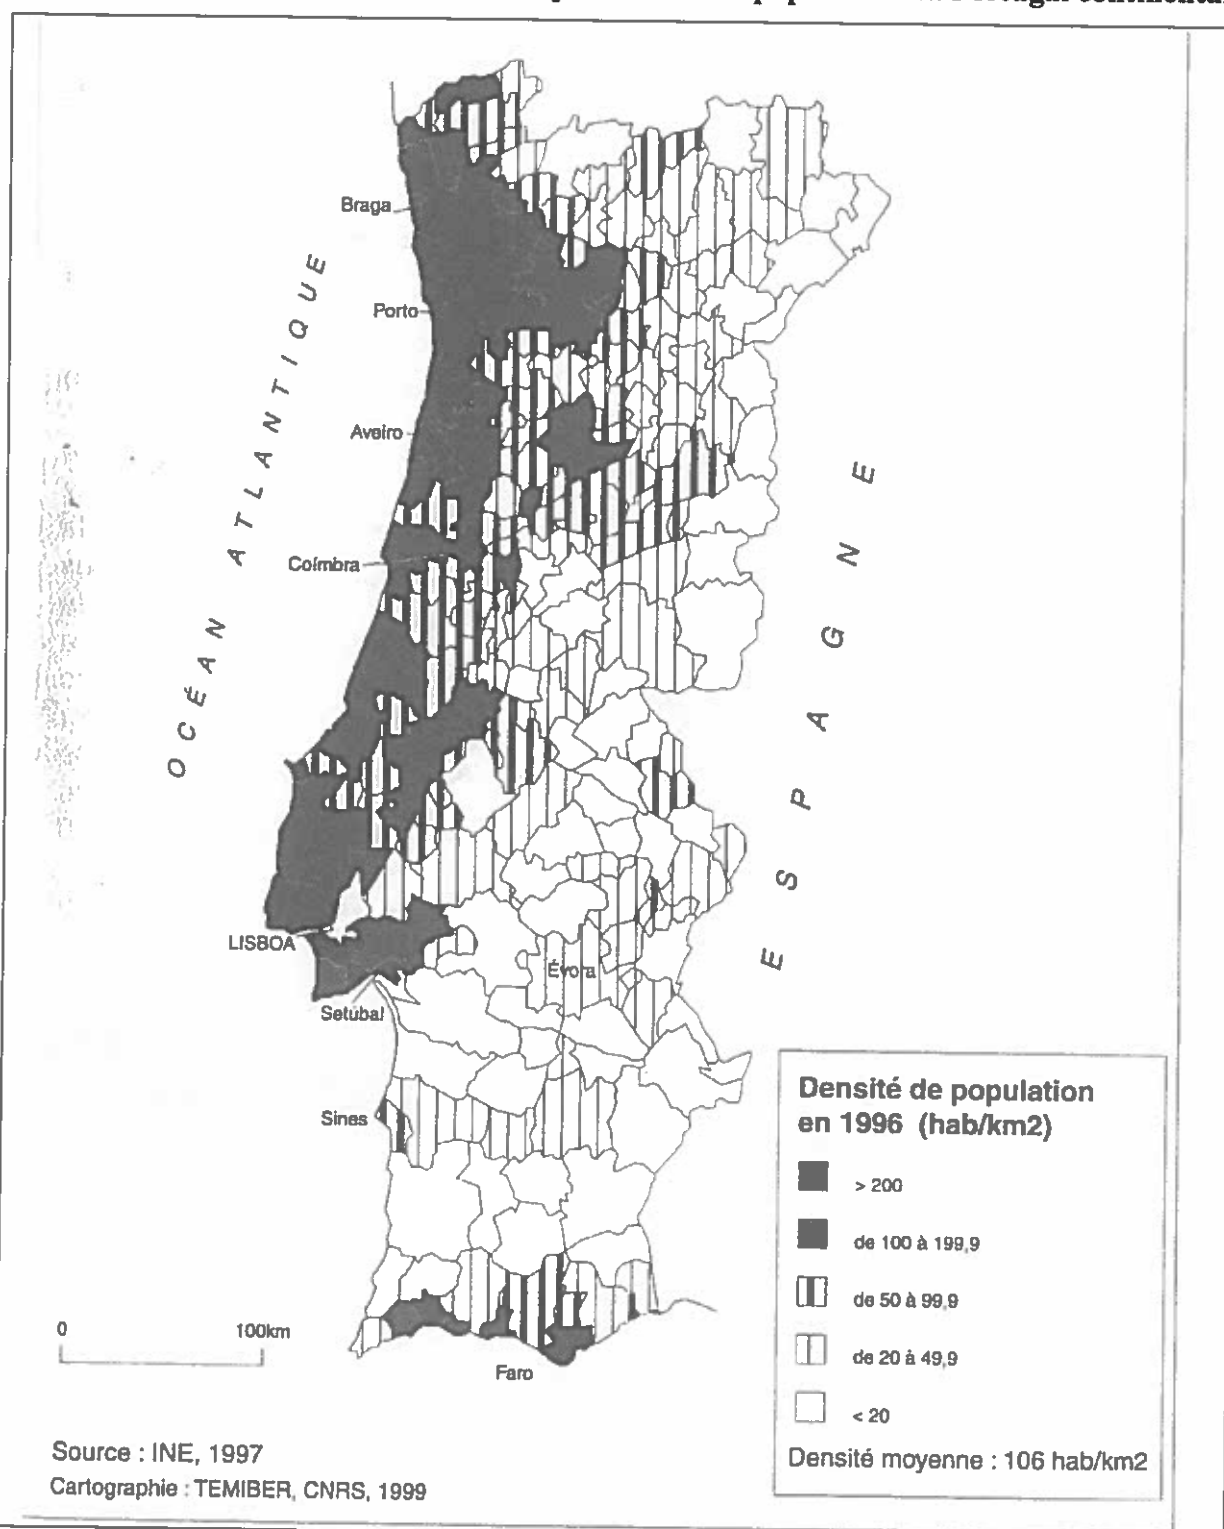 Braga
Porto
Aveiro
Coímbra
LISBOA
Setúbal
Évora
Sines
Faro
OCÉAN ATLANTIQUE
ESPAGNE
Densité de population
en 1996 (hab/km2)
> 200
de 100 à 199,9
de 50 à 99,9
de 20 à 49,9
< 20
Densité moyenne : 106 hab/km2
0 100km
Source : INE, 1997
Cartographie : TEMIBER, CNRS, 1999